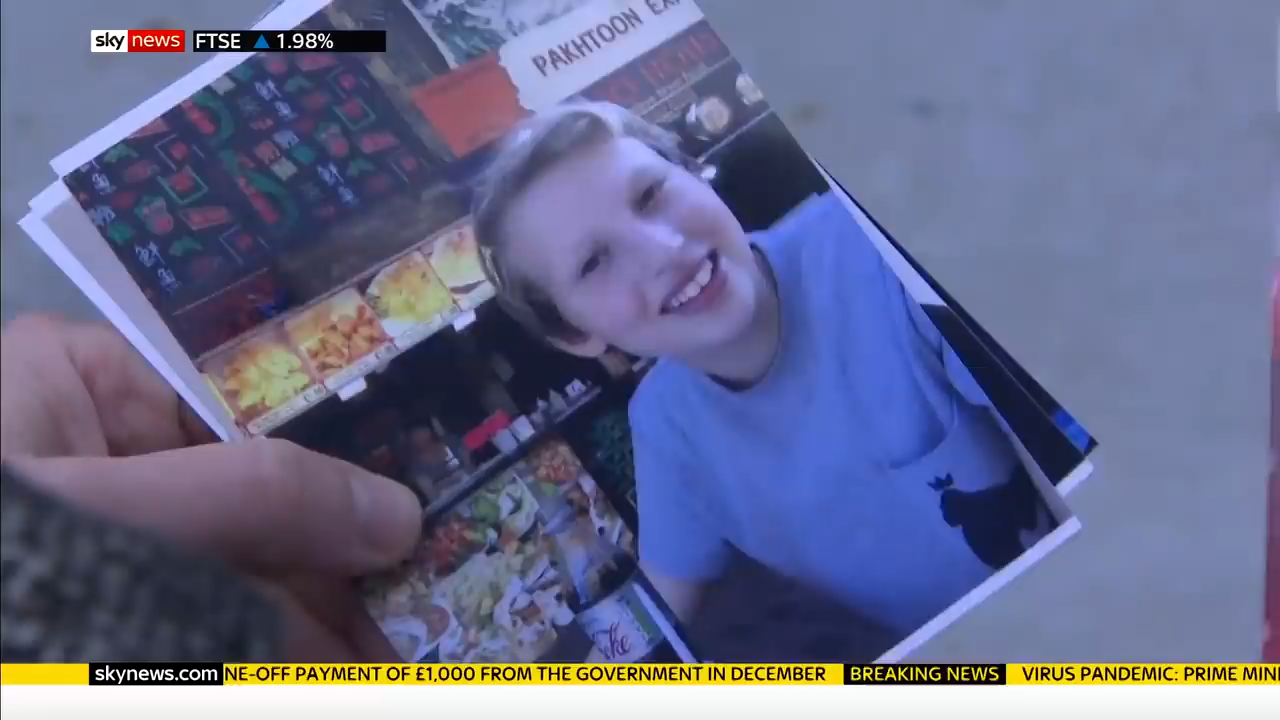 sky news FTSE ▲ 1.98%
PAKHTOON EX
skynews.com NE-OFF PAYMENT OF £1,000 FROM THE GOVERNMENT IN DECEMBER BREAKING NEWS VIRUS PANDEMIC: PRIME MINI